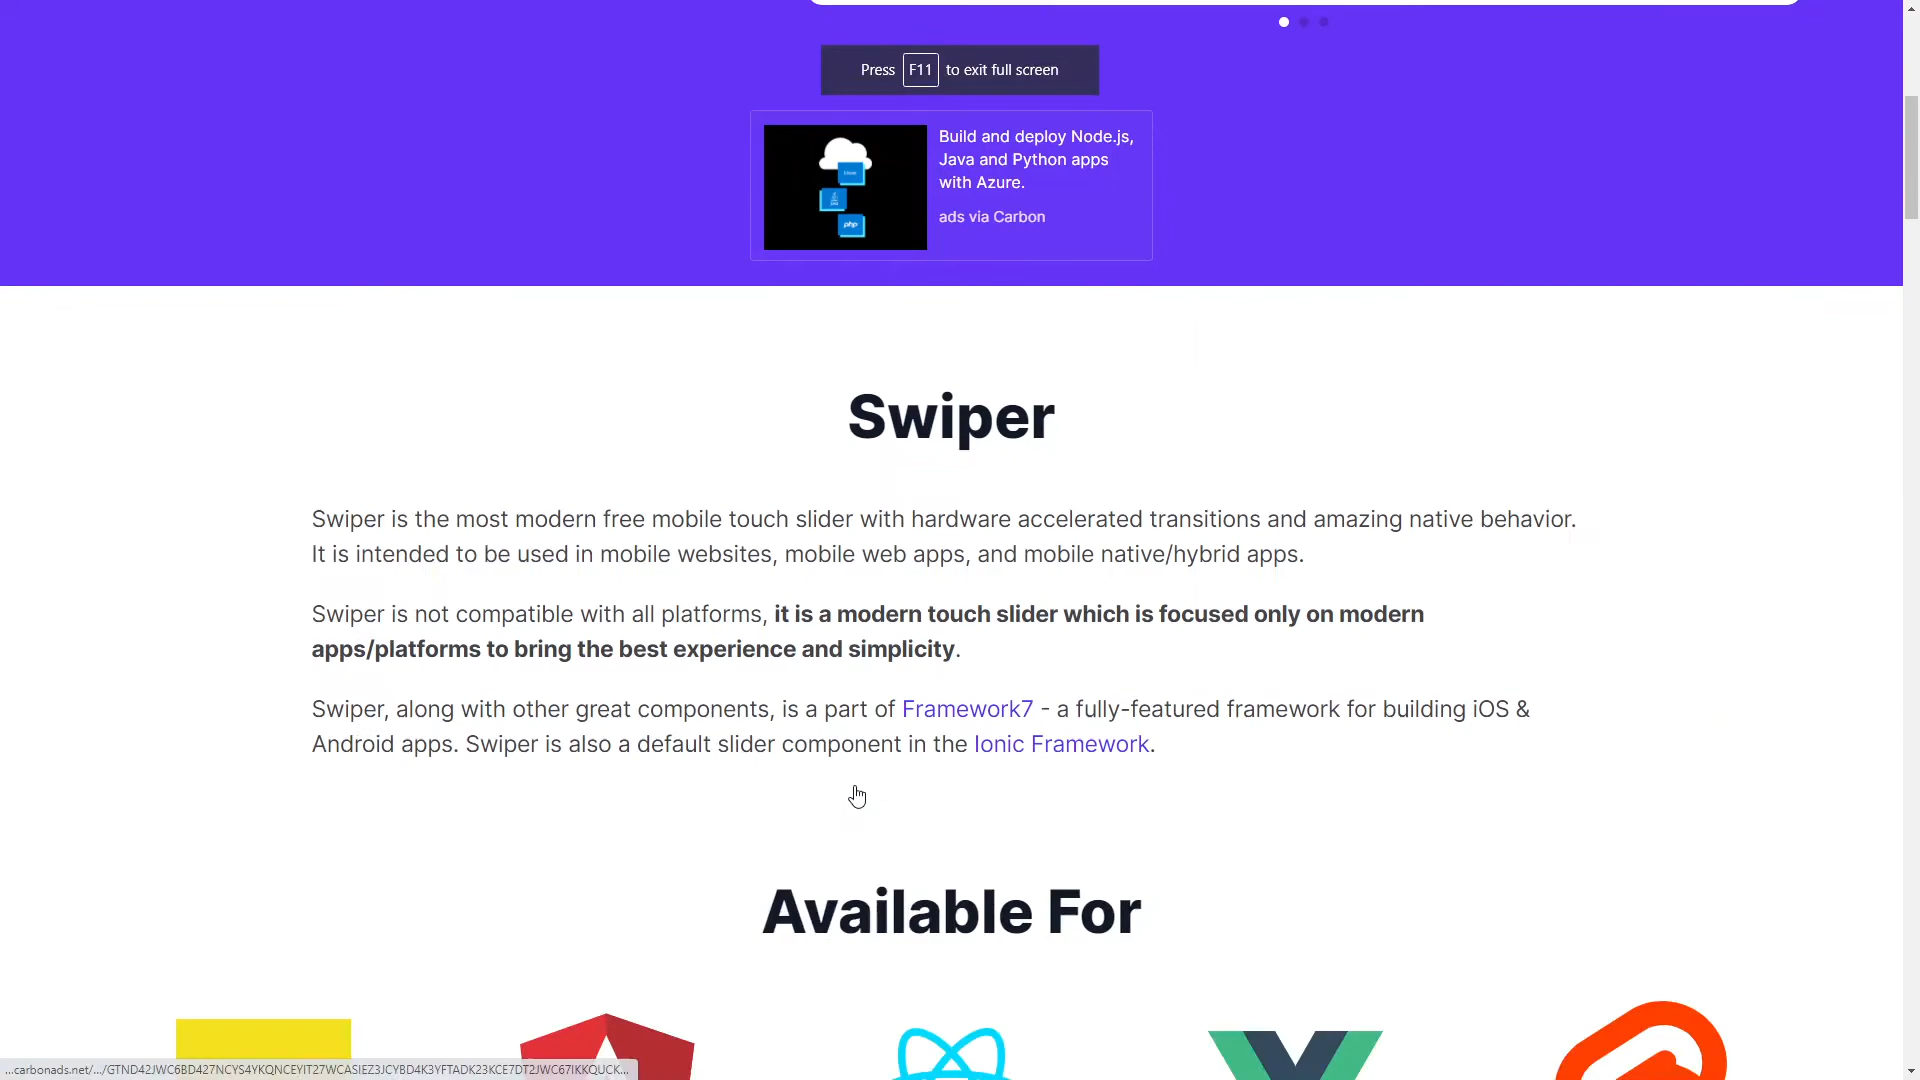 Press F11 to exit full screen
Build and deploy Node.js,
Java and Python apps
with Azure.
ads via Carbon
php
Swiper
Swiper is the most modern free mobile touch slider with hardware accelerated transitions and amazing native behavior.
It is intended to be used in mobile websites, mobile web apps, and mobile native/hybrid apps.
Swiper is not compatible with all platforms, it is a modern touch slider which is focused only on modern
apps/platforms to bring the best experience and simplicity.
Swiper, along with other great components, is a part of Framework7 - a fully-featured framework for building iOS &
Android apps. Swiper is also a default slider component in the Ionic Framework.
Available For